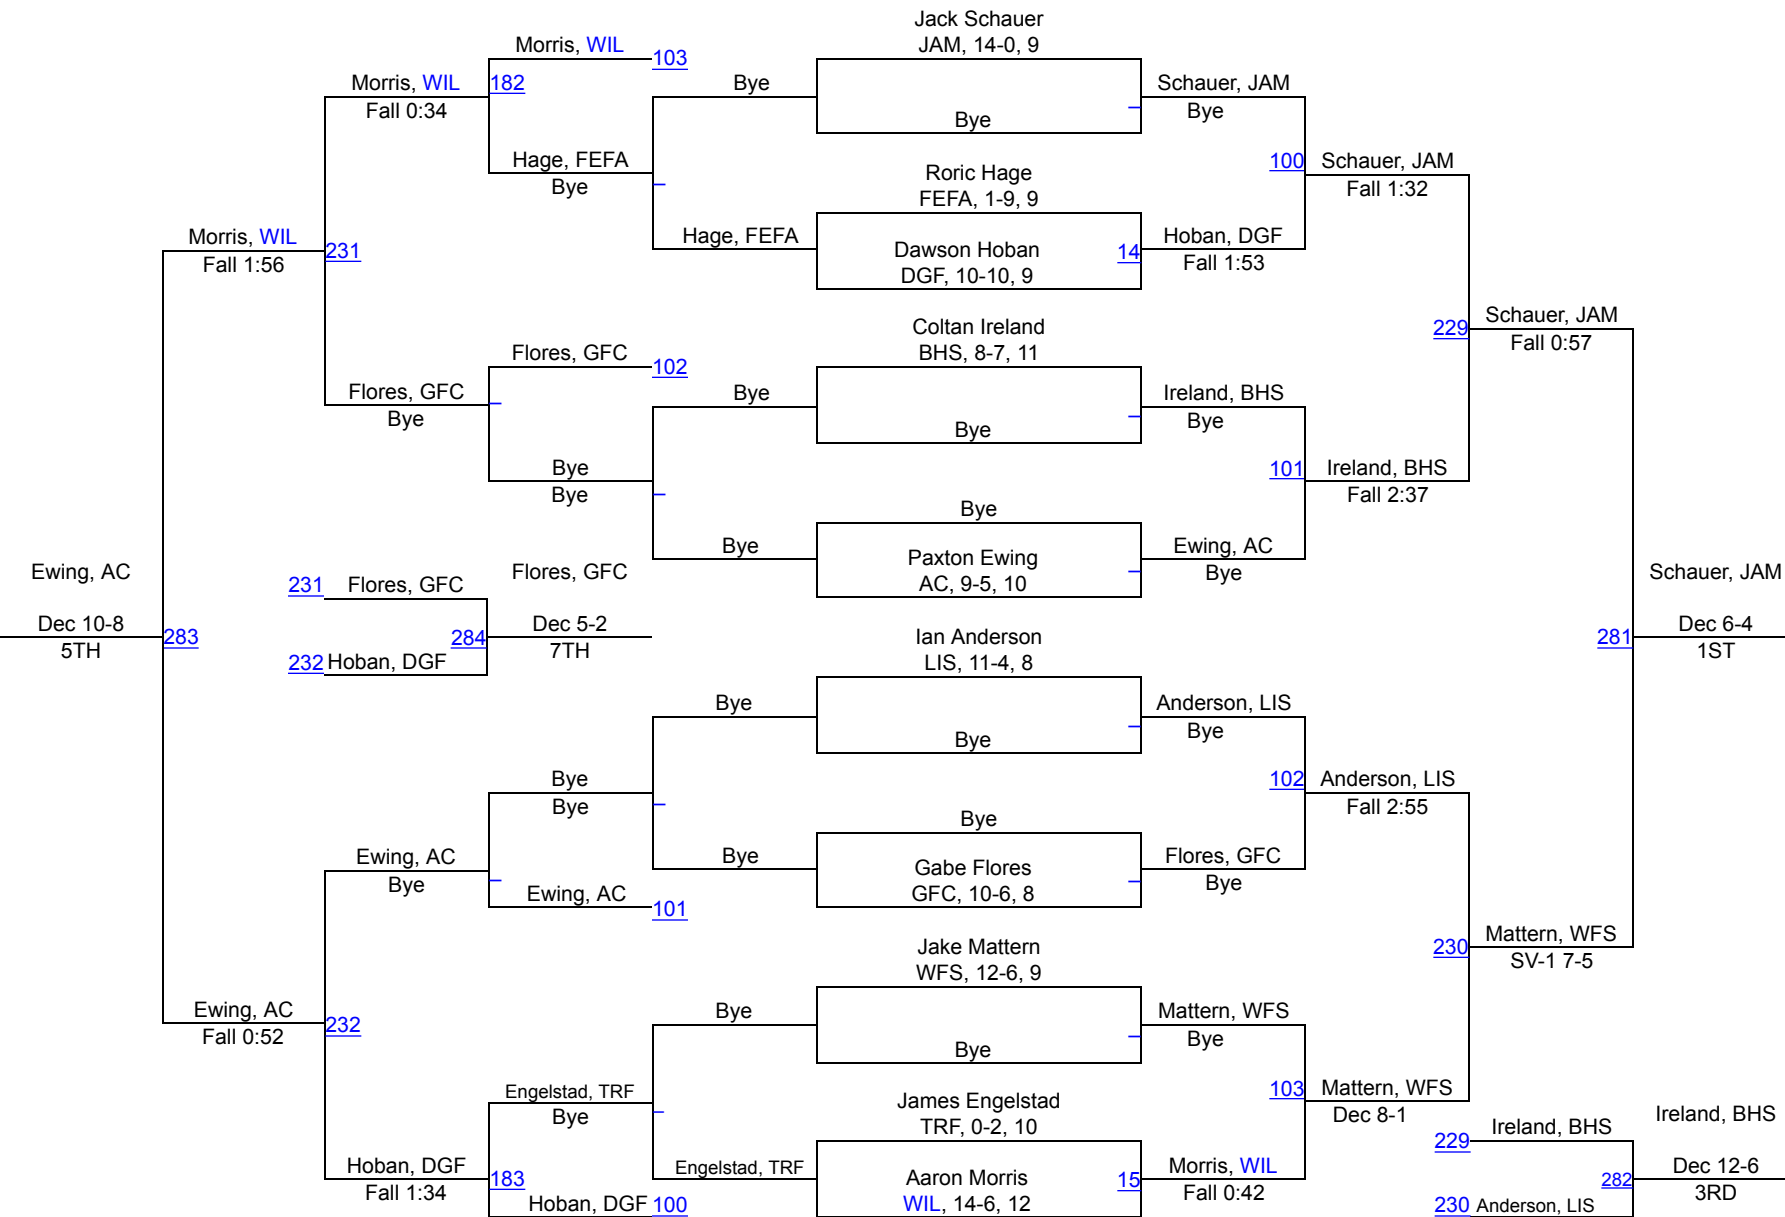 Jack Schauer
JAM, 14-0, 9
Morris, WIL
103
Morris, WIL
182
Bye
Schauer, JAM
Fall 0:34
Bye
Bye
Hage, FEFA
Bye
Roric Hage
FEFA, 1-9, 9
100
Schauer, JAM
Fall 1:32
Morris, WIL
Fall 1:56
231
Hage, FEFA
Dawson Hoban
DGF, 10-10, 9
14
Hoban, DGF
Fall 1:53
Coltan Ireland
BHS, 8-7, 11
229
Schauer, JAM
Fall 0:57
Flores, GFC
102
Flores, GFC
Bye
Bye
Bye
Ireland, BHS
Bye
Bye
Bye
101
Ireland, BHS
Fall 2:37
Bye
Bye
Paxton Ewing
AC, 9-5, 10
Ewing, AC
Bye
Ewing, AC
Dec 10-8
5TH
283
231
Flores, GFC
284
232
Hoban, DGF
Flores, GFC
Dec 5-2
7TH
Schauer, JAM
281
Dec 6-4
1ST
Ian Anderson
LIS, 11-4, 8
Bye
Bye
Anderson, LIS
Bye
Bye
Bye
102
Anderson, LIS
Fall 2:55
Bye
Bye
Gabe Flores
GFC, 10-6, 8
Flores, GFC
Bye
Ewing, AC
Bye
Ewing, AC
101
Jake Mattern
WFS, 12-6, 9
230
Mattern, WFS
SV-1 7-5
Ewing, AC
Fall 0:52
232
Bye
Bye
Mattern, WFS
Bye
Engelstad, TRF
Bye
James Engelstad
TRF, 0-2, 10
103
Mattern, WFS
Dec 8-1
Hoban, DGF
Fall 1:34
183
Hoban, DGF
100
Engelstad, TRF
Aaron Morris
WIL, 14-6, 12
15
Morris, WIL
Fall 0:42
229
Ireland, BHS
230
Anderson, LIS
282
Ireland, BHS
Dec 12-6
3RD